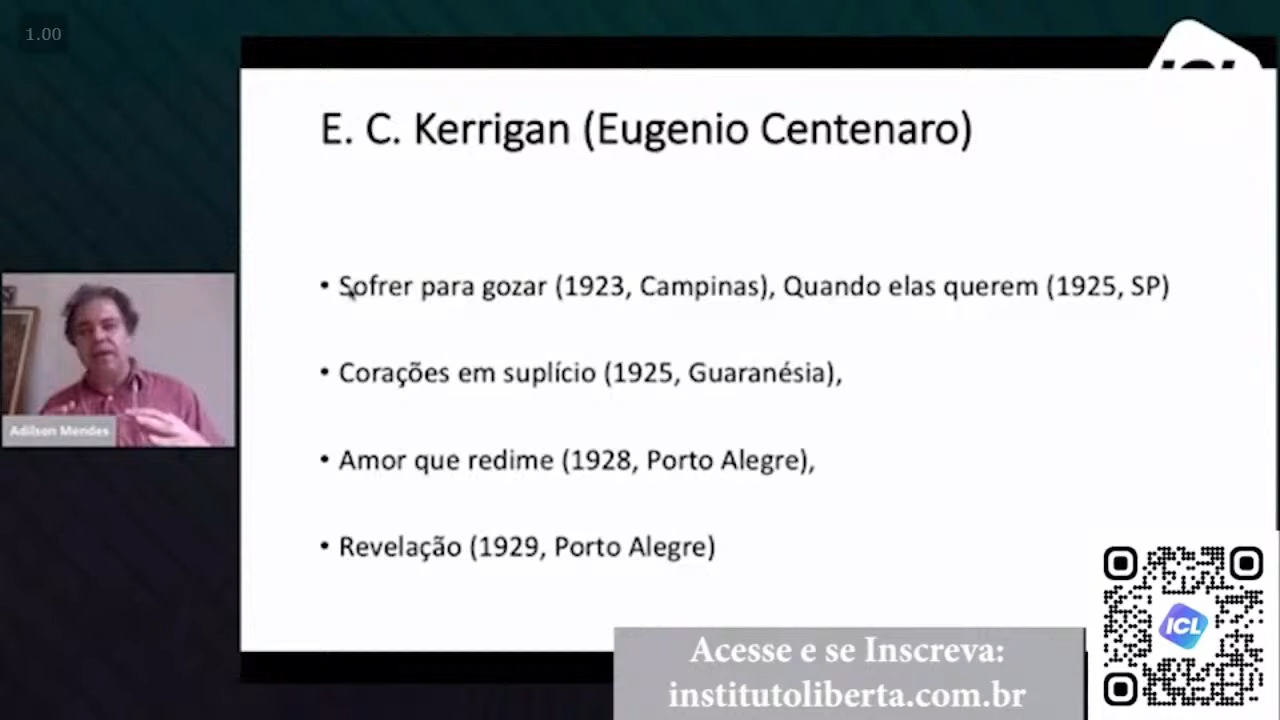 1.00
ICL
E. C. Kerrigan (Eugenio Centenaro)
• Sofrer para gozar (1923, Campinas), Quando elas querem (1925, SP)
• Corações em suplício (1925, Guaranésia),
• Amor que redime (1928, Porto Alegre),
• Revelação (1929, Porto Alegre)
Adilson Mendes
ICL
Acesse e se Inscreva:
institutoliberta.com.br